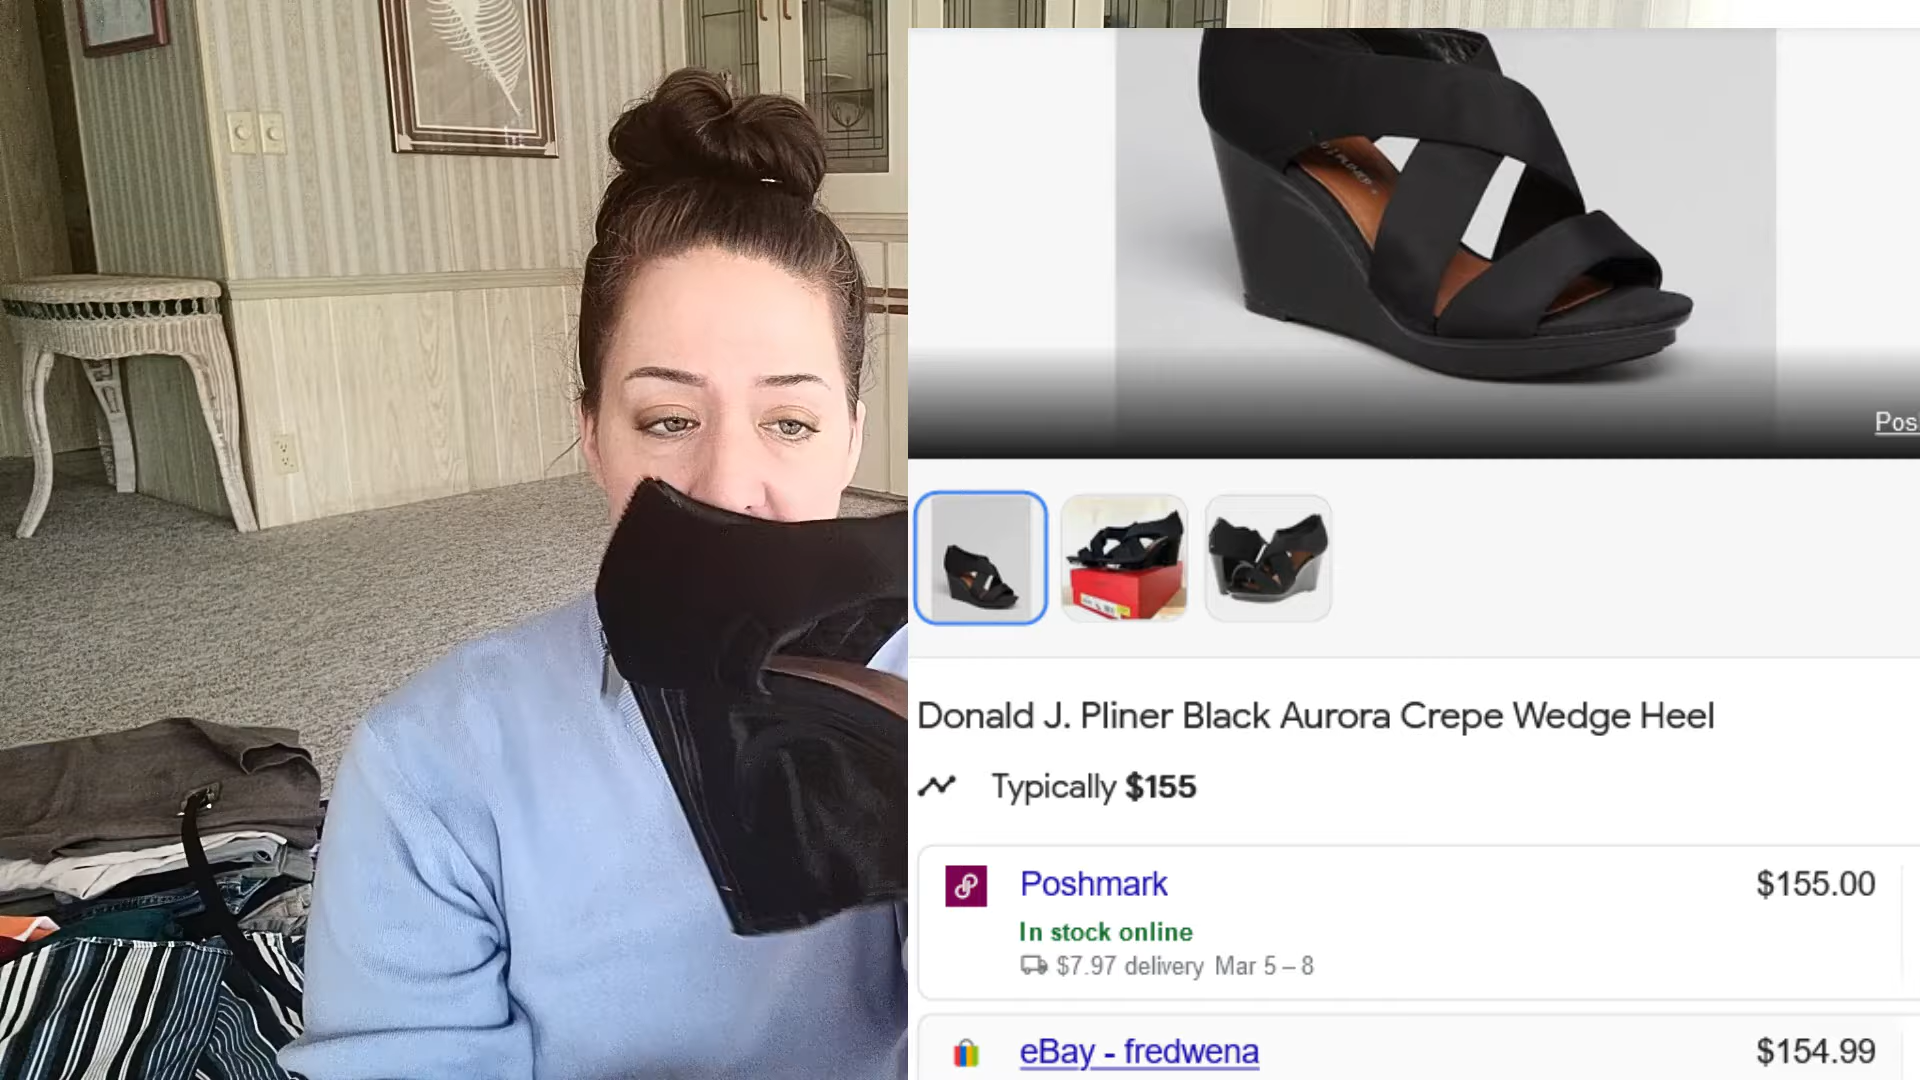 Pos
Donald J. Pliner Black Aurora Crepe Wedge Heel
Typically $155
Poshmark
$155.00
In stock online
$7.97 delivery Mar 5 – 8
eBay - fredwena
$154.99